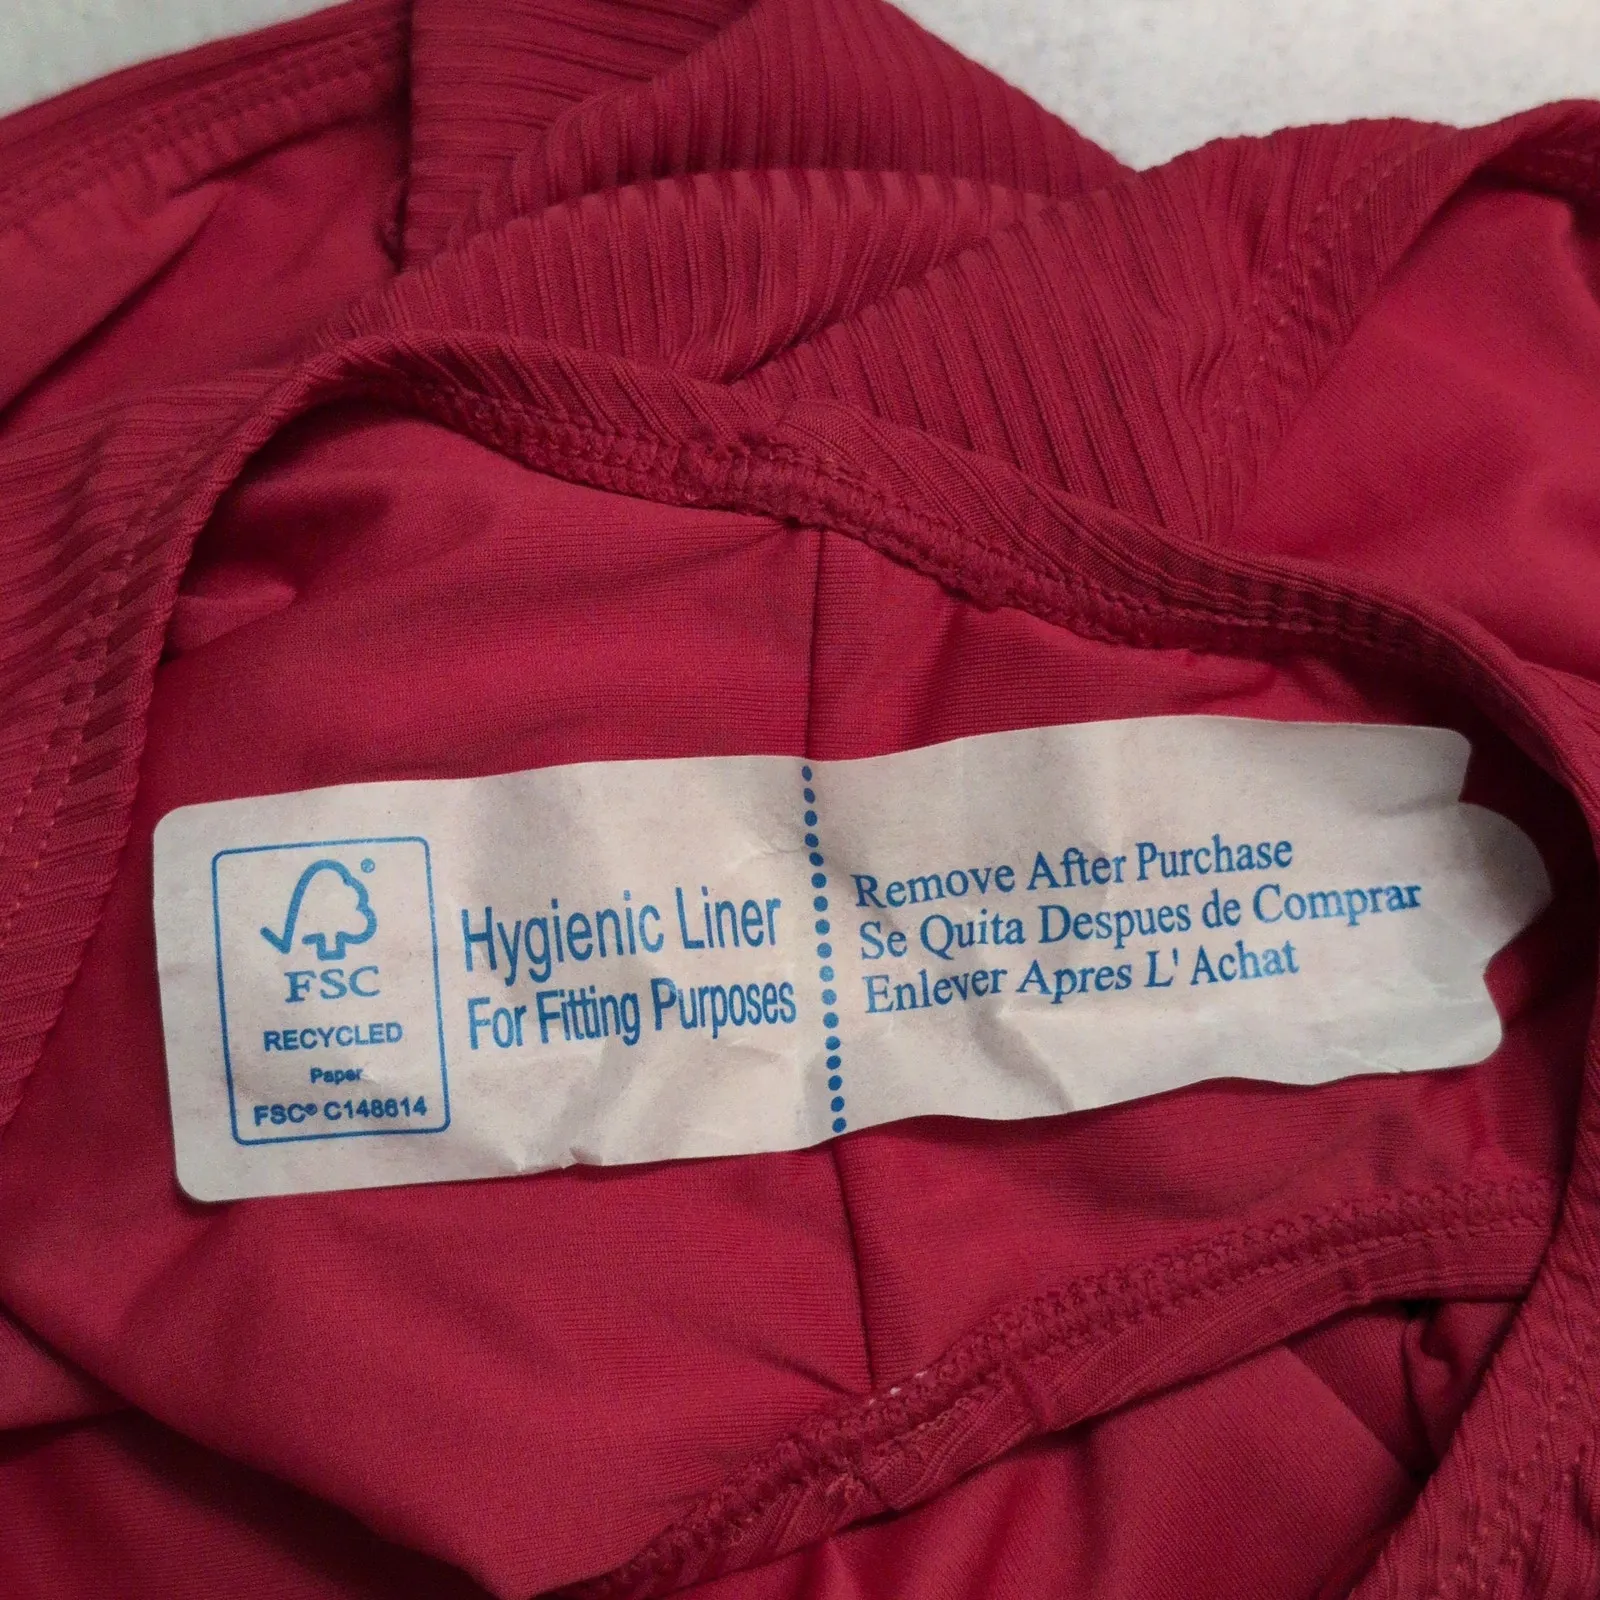 FSC
RECYCLED
Paper
FSC® C148614
Hygienic Liner
For Fitting Purposes
Remove After Purchase
Se Quita Despues de Comprar
Enlever Apres L' Achat